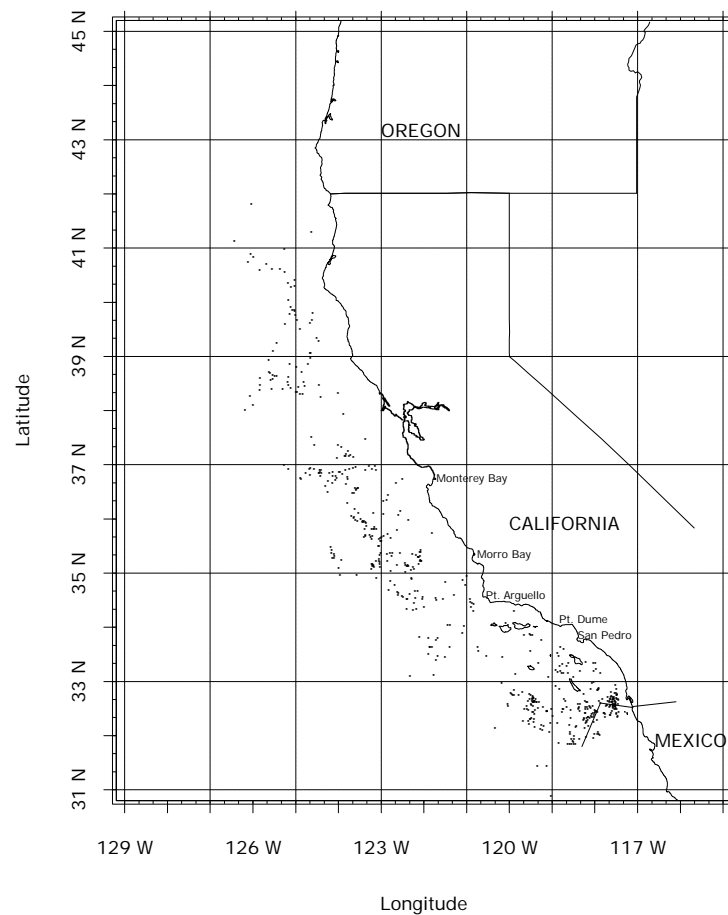 45 N
43 N
41 N
39 N
37 N
35 N
33 N
31 N
Latitude
OREGON
Monterey Bay
CALIFORNIA
Morro Bay
Pt. Arguello
Pt. Dume
San Pedro
MEXICO
129 W 126 W 123 W 120 W 117 W
Longitude